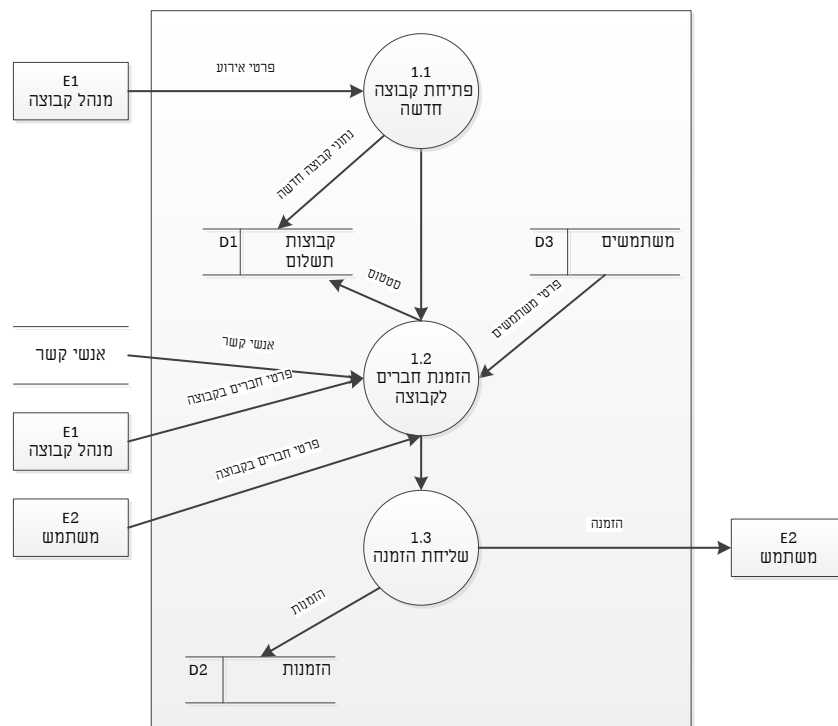 E1
מנהל קבוצה
פרטי אירוע
1.1
פתיחת קבוצה
חדשה
נתוני קבוצה חדשה
D1
קבוצות
תשלום
D3
משתמשים
סטטוס
פרטי משתמשים
אנשי קשר
אנשי קשר
1.2
הזמנת חברים
לקבוצה
פרטי חברים בקבוצה
E1
מנהל קבוצה
פרטי חברים בקבוצה
E2
משתמש
1.3
שליחת הזמנה
הזמנה
E2
משתמש
הזמנות
D2
הזמנות